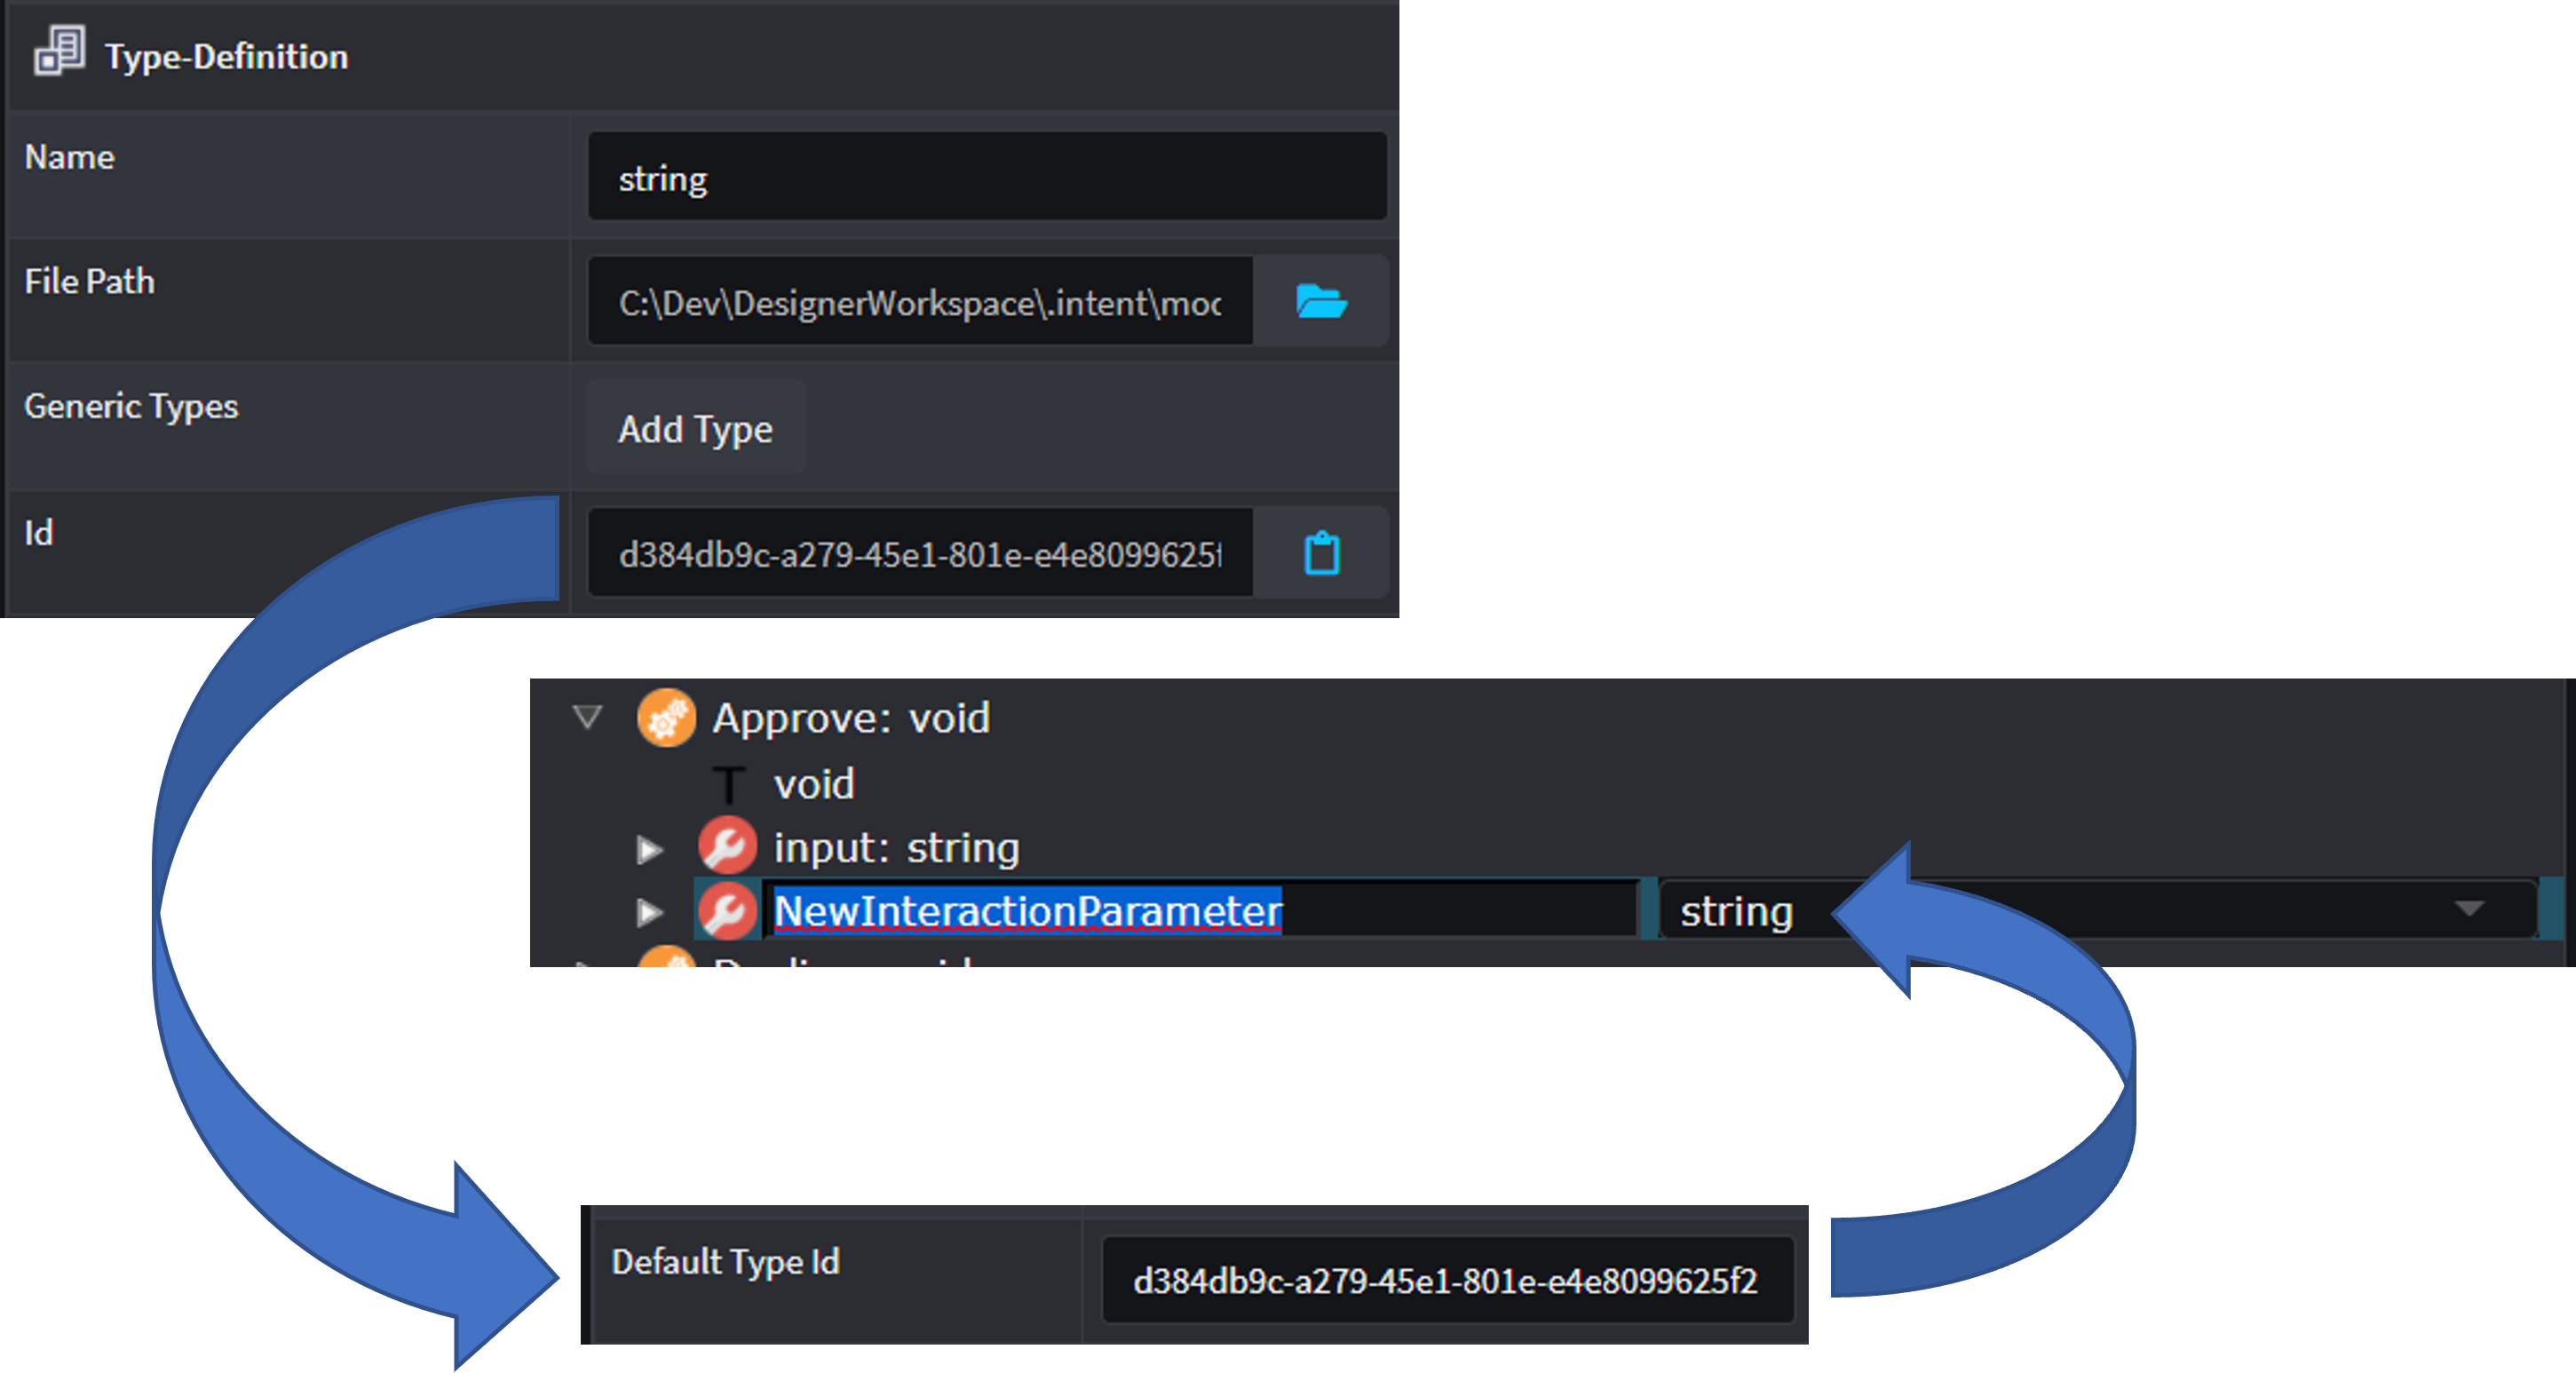 Type-Definition
Name
string
File Path
C:\Dev\DesignerWorkspace\.intent\moc
Generic Types
Add Type
Id
d384db9c-a279-45e1-801e-e4e8099625f
Approve: void
void
input: string
NewInteractionParameter string
Default Type Id
d384db9c-a279-45e1-801e-e4e8099625f2